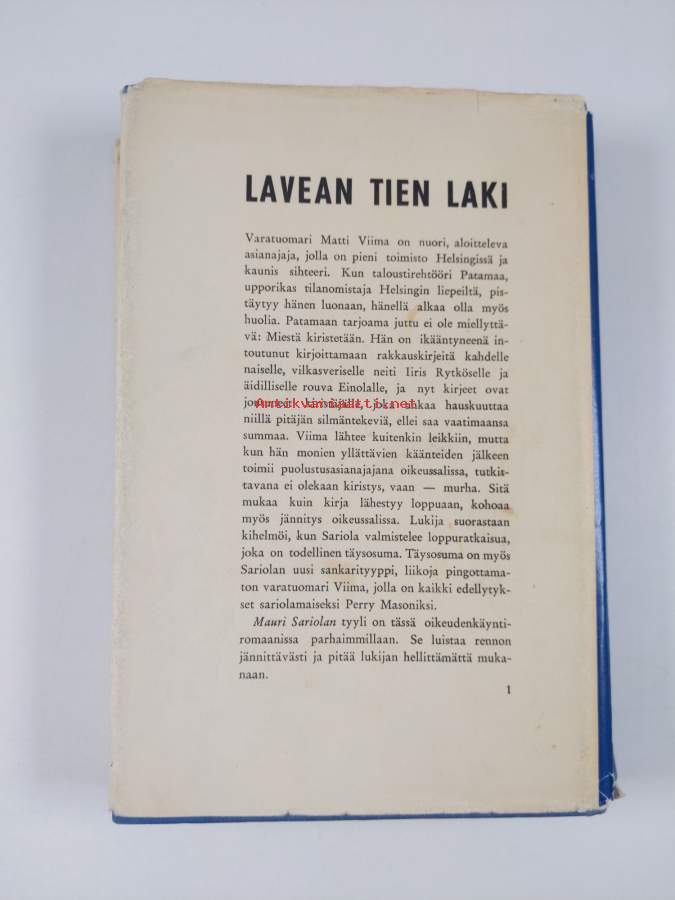 LAVEAN TIEN LAKI
Varatuomari Matti Viima on nuori, aloitteleva
asianajaja, jolla on pieni toimisto Helsingissä ja
kaunis sihteeri. Kun taloustirehtööri Patamaa,
upporikas tilanomistaja Helsingin liepeiltä, pis-
täytyy hänen luonaan, hänellä alkaa olla myös
huolia. Patamaan tarjoama juttu ei ole miellyttä-
vä: Miestä kiristetään. Hän on ikääntyneenä in-
toutunut kirjoittamaan rakkauskirjeitä kahdelle
naiselle, vilkasveriselle neiti Iiris Rytköselle ja
äidilliselle rouva Einolalle, ja nyt kirjeet ovat
joutuneet kiristäjälle, joka uhkaa hauskuuttaa
Antikvariaatti.net
niillä pitäjän silmäntekeviä, ellei saa vaatimaansa
summaa. Viima lähtee kuitenkin leikkiin, mutta
kun hän monien yllättävien käänteiden jälkeen
toimii puolustusasianajajana oikeussalissa, tutkit-
tavana ei olekaan kiristys, vaan — murha. Sitä
mukaa kuin kirja lähestyy loppuaan, kohoaa
myös jännitys oikeussalissa. Lukija suorastaan
kihelmöi, kun Sariola valmistelee loppuratkaisua,
joka on todellinen täysosuma. Täysosuma on myös
Sariolan uusi sankarityyppi, liikoja pingottama-
ton varatuomari Viima, jolla on kaikki edellytyk-
set sariolamaiseksi Perry Masoniksi.
Mauri Sariolan tyyli on tässä oikeudenkäynti-
romaanissa parhaimmillaan. Se luistaa rennon
jännittävästi ja pitää lukijan hellittämättä muka-
naan.
1